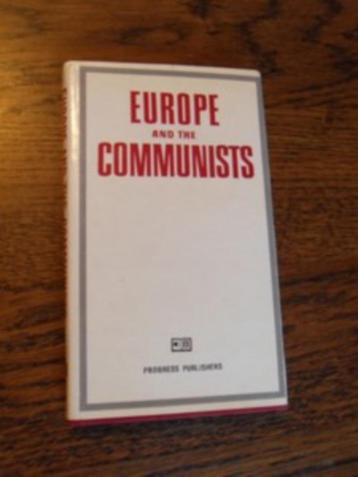 EUROPE
AND THE
COMMUNISTS
PROGRESS PUBLISHERS